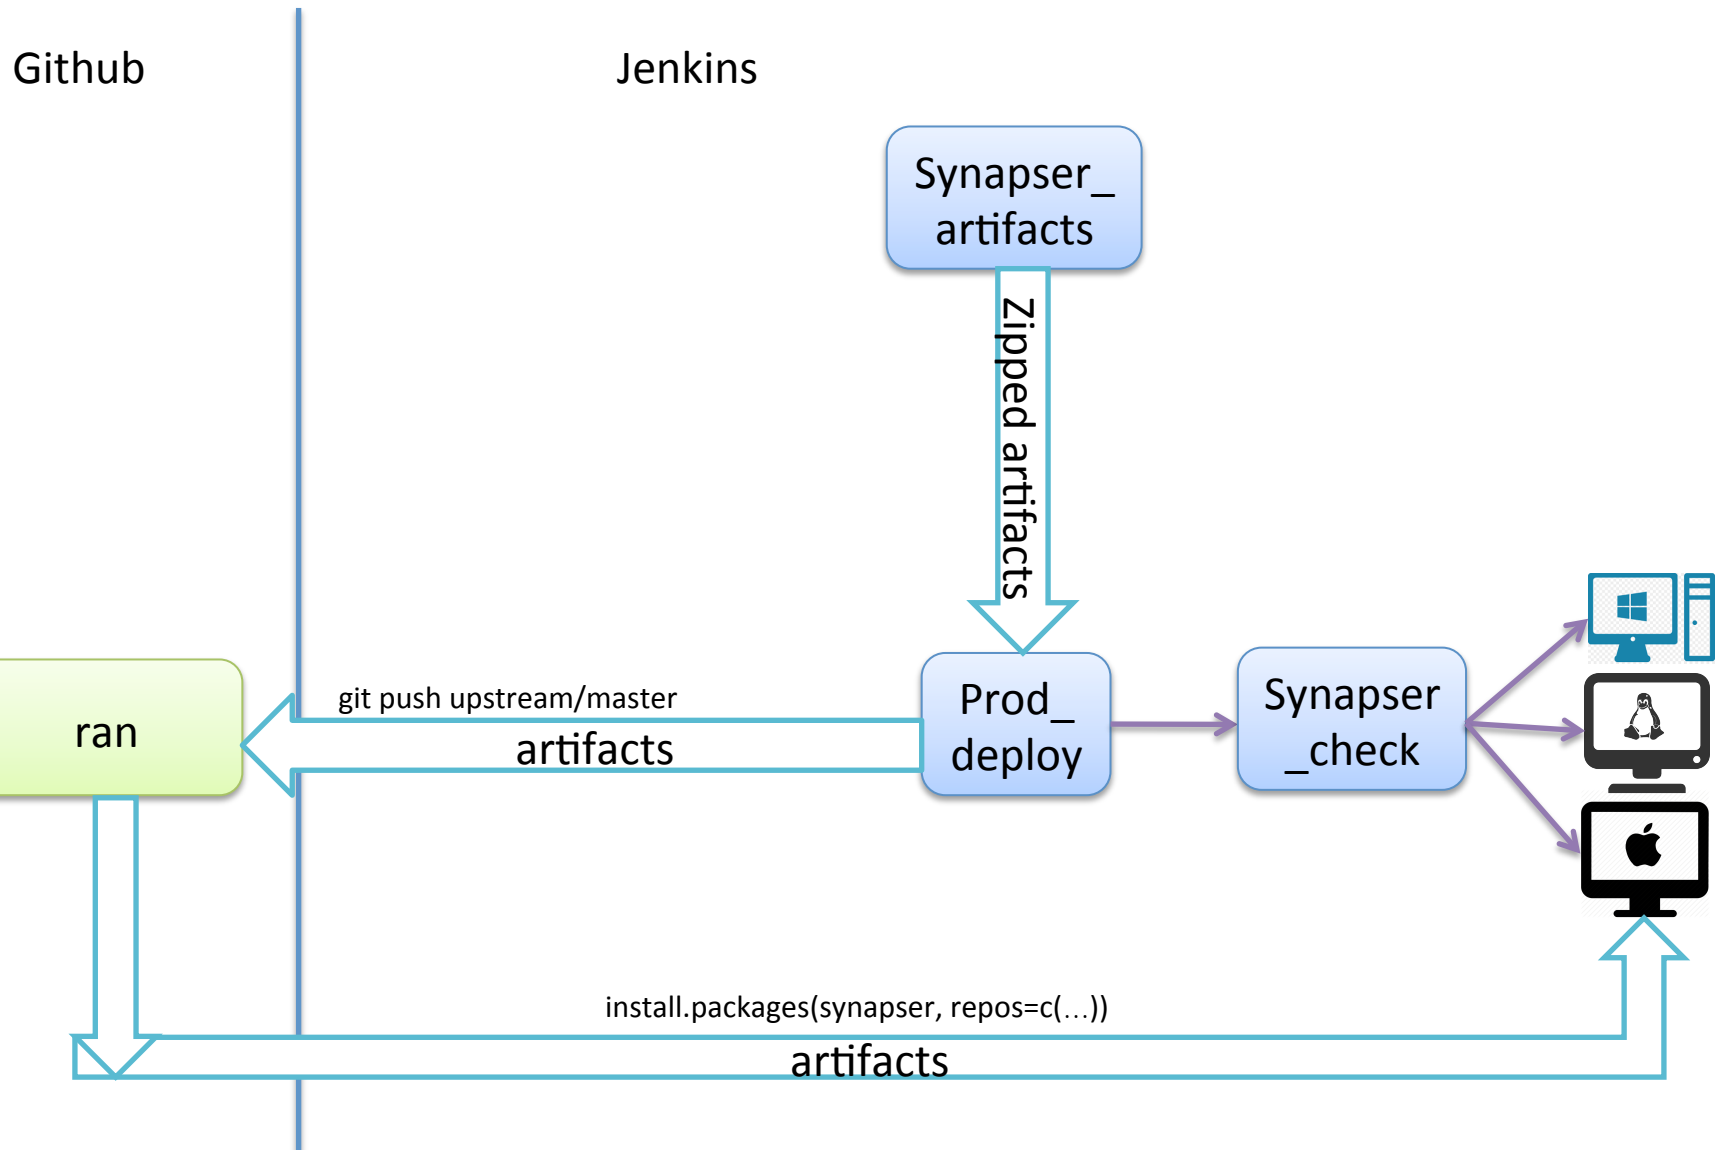 Github
Jenkins
Synapser_
artifacts
Zipped artifacts
ran
git push upstream/master
artifacts
Prod_
deploy
Synapser
_check
install.packages(synapser, repos=c(…))
artifacts